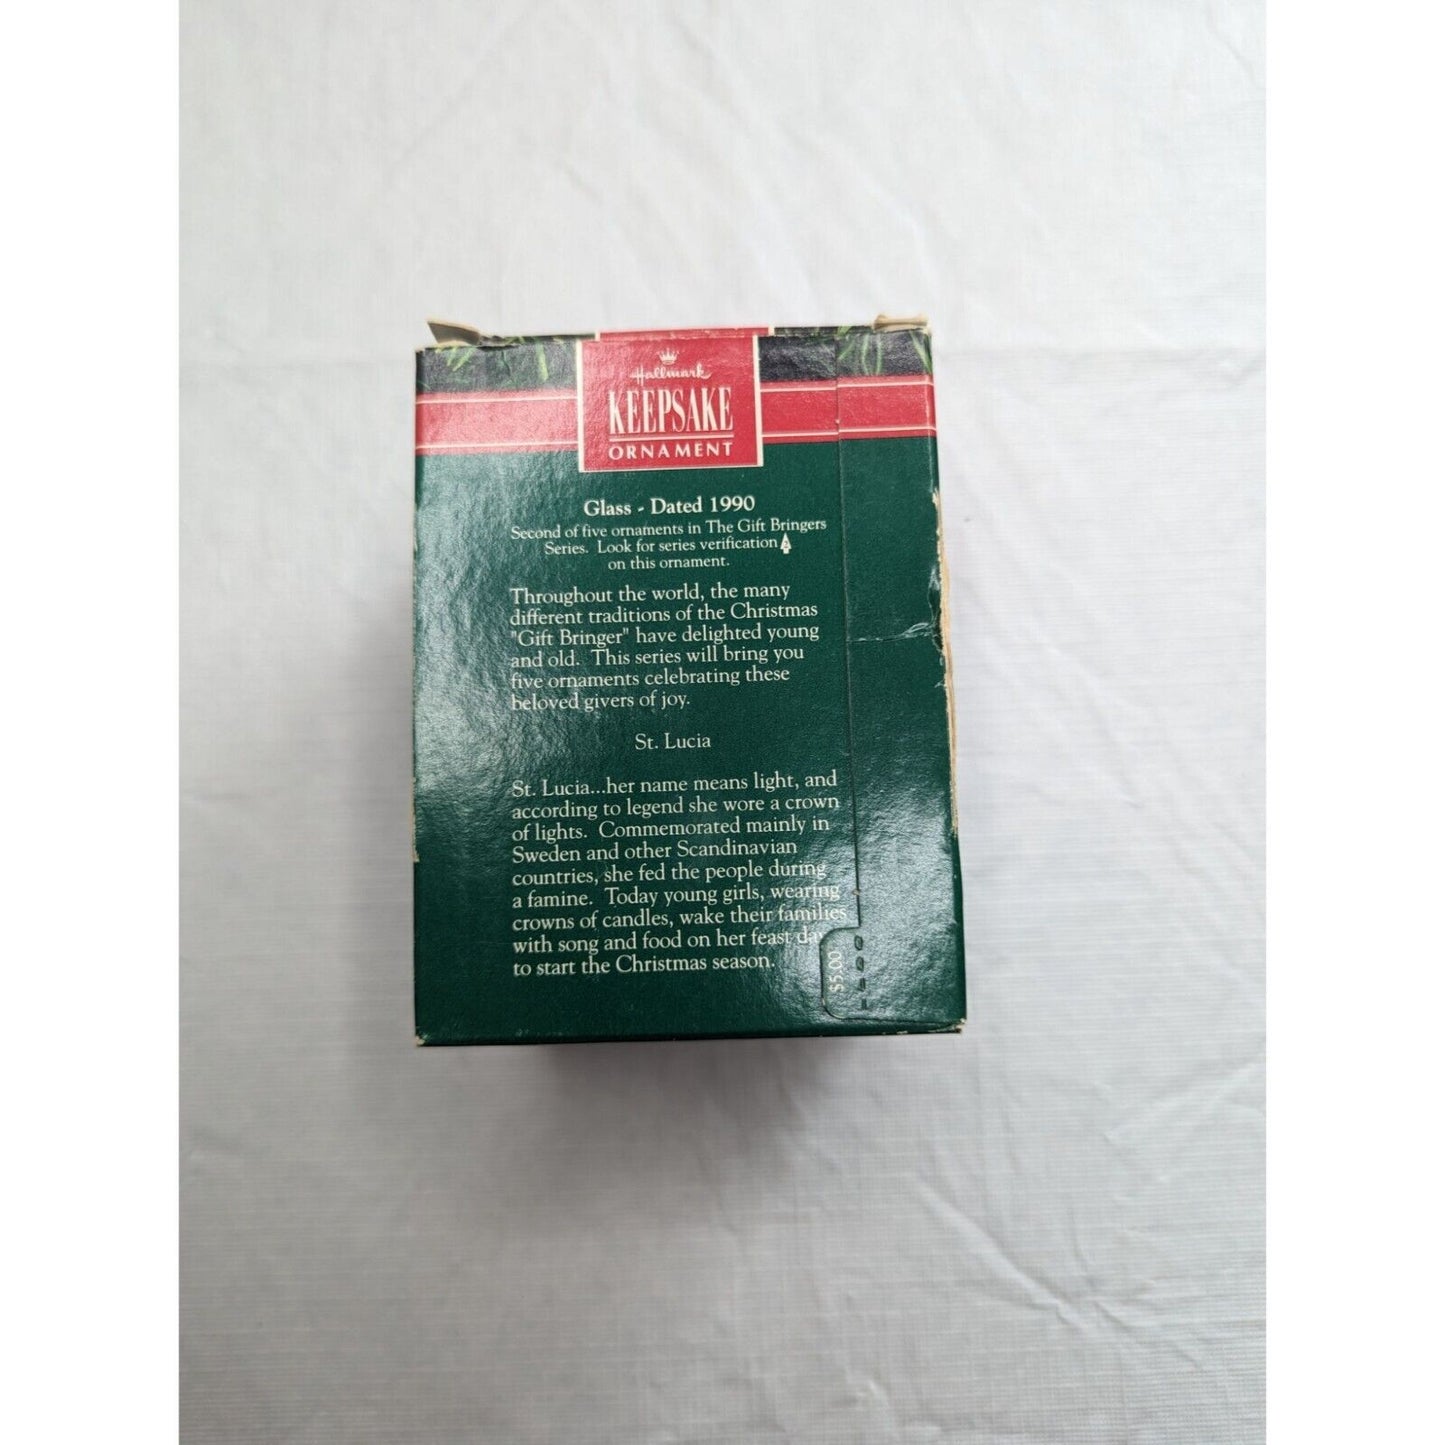 Hallmark
KEEPSAKE
ORNAMENT
Glass - Dated 1990
Second of five ornaments in The Gift Bringers
Series. Look for series verification
on this ornament.
Throughout the world, the many
different traditions of the Christmas
"Gift Bringer" have delighted young
and old. This series will bring you
five ornaments celebrating these
beloved givers of joy.
St. Lucia
St. Lucia...her name means light, and
according to legend she wore a crown
of lights. Commemorated mainly in
Sweden and other Scandinavian
countries, she fed the people during
a famine. Today young girls, wearing
crowns of candles, wake their families
with song and food on her feast da
to start the Christmas season.
$5.00